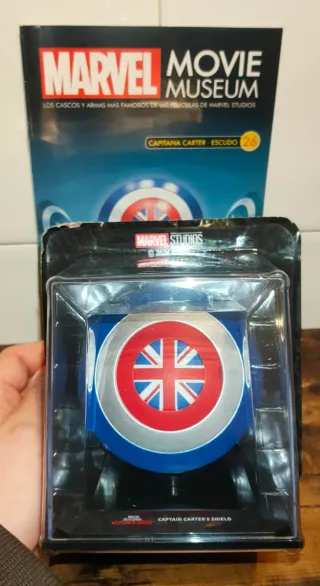 MARVEL MOVIE
MUSEUM
LOS CASCOS Y ARMAS MÁS FAMOSOS DE LAS PELÍCULAS DE MARVEL STUDIOS
CAPITANA CARTER · ESCUDO 26
MARVEL STUDIOS
CAPTAIN CARTER'S SHIELD